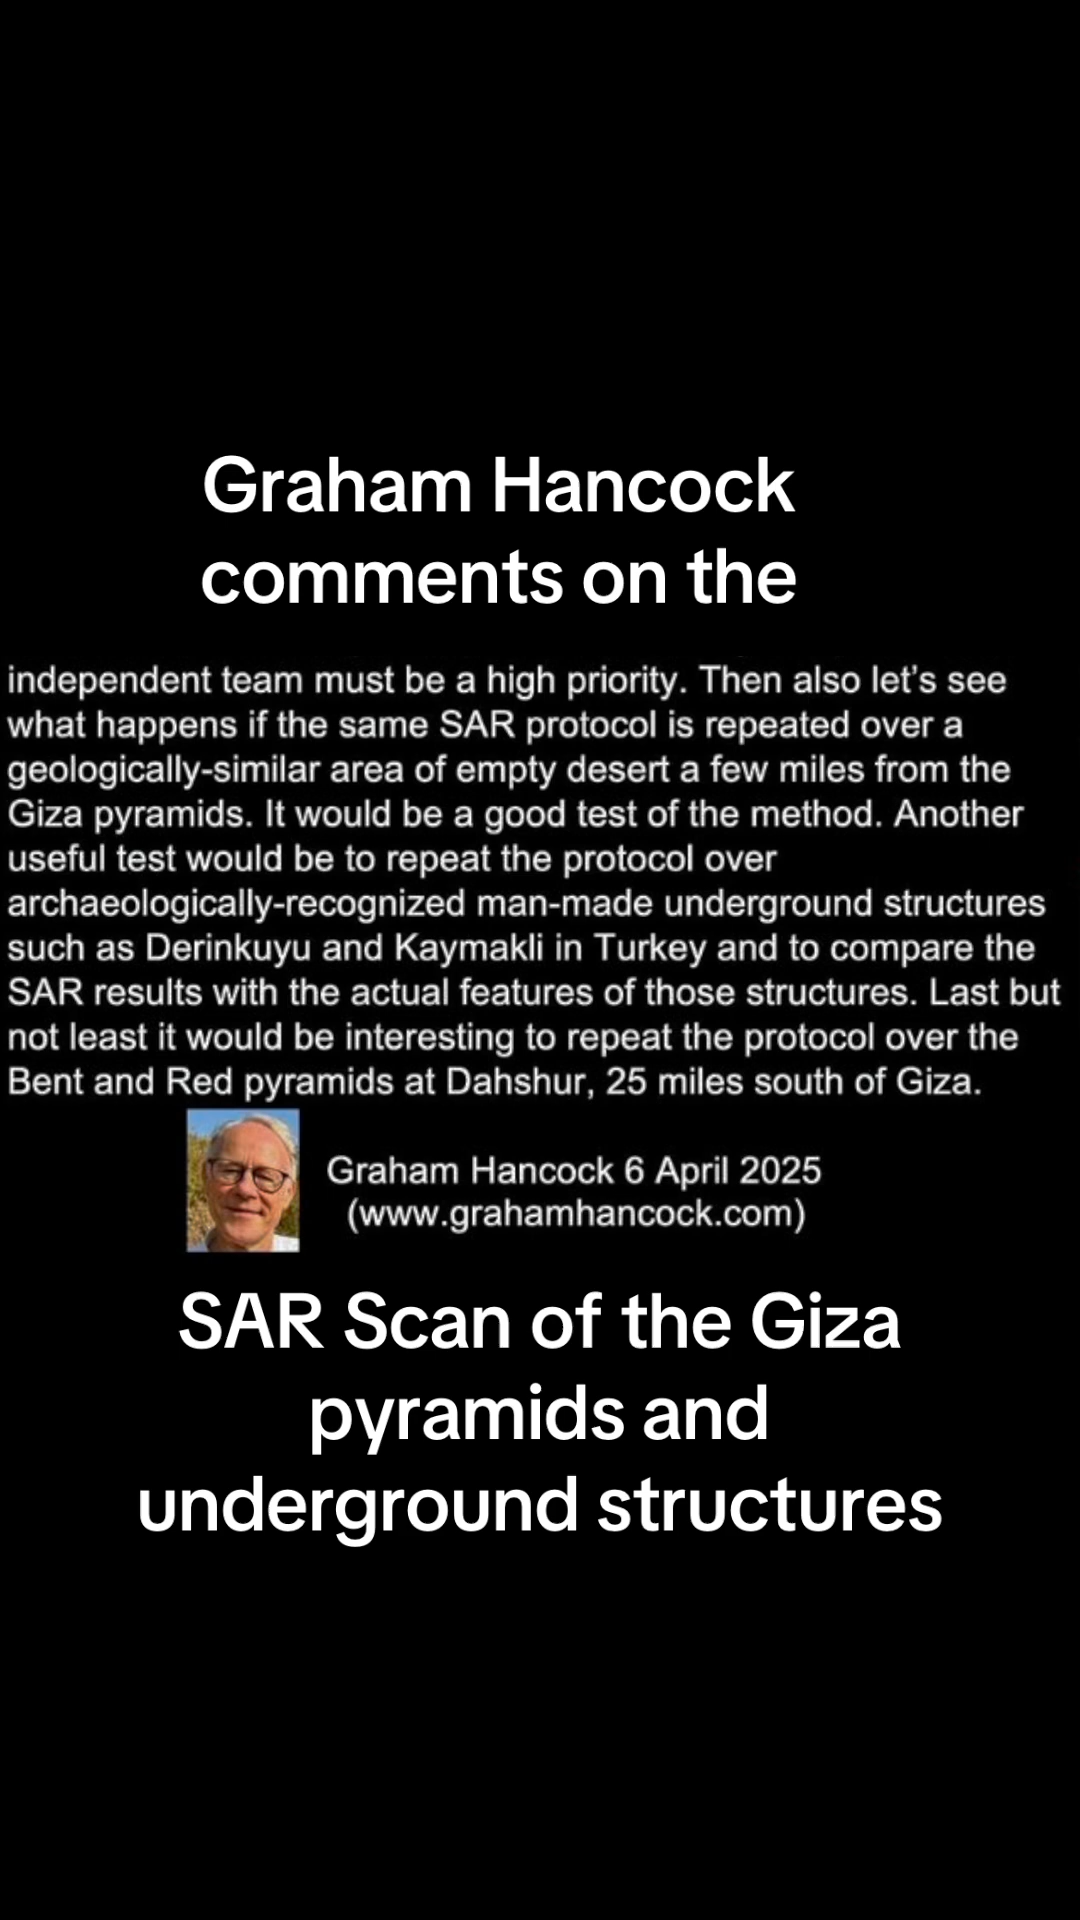 Graham Hancock
comments on the
independent team must be a high priority. Then also let’s see
what happens if the same SAR protocol is repeated over a
geologically-similar area of empty desert a few miles from the
Giza pyramids. It would be a good test of the method. Another
useful test would be to repeat the protocol over
archaeologically-recognized man-made underground structures
such as Derinkuyu and Kaymakli in Turkey and to compare the
SAR results with the actual features of those structures. Last but
not least it would be interesting to repeat the protocol over the
Bent and Red pyramids at Dahshur, 25 miles south of Giza.
Graham Hancock 6 April 2025
(www.grahamhancock.com)
SAR Scan of the Giza
pyramids and
underground structures